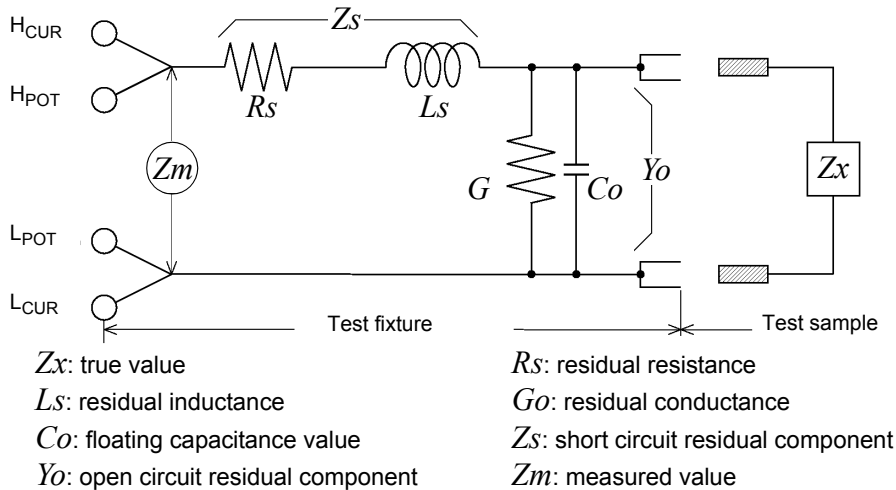 Zs
HCUR
HPOT
Rs
Ls
Zm
G
Co
Yo
Zx
LPOT
LCUR
Test fixture
Test sample
Zx: true value
Rs: residual resistance
Ls: residual inductance
Go: residual conductance
Co: floating capacitance value
Zs: short circuit residual component
Yo: open circuit residual component
Zm: measured value